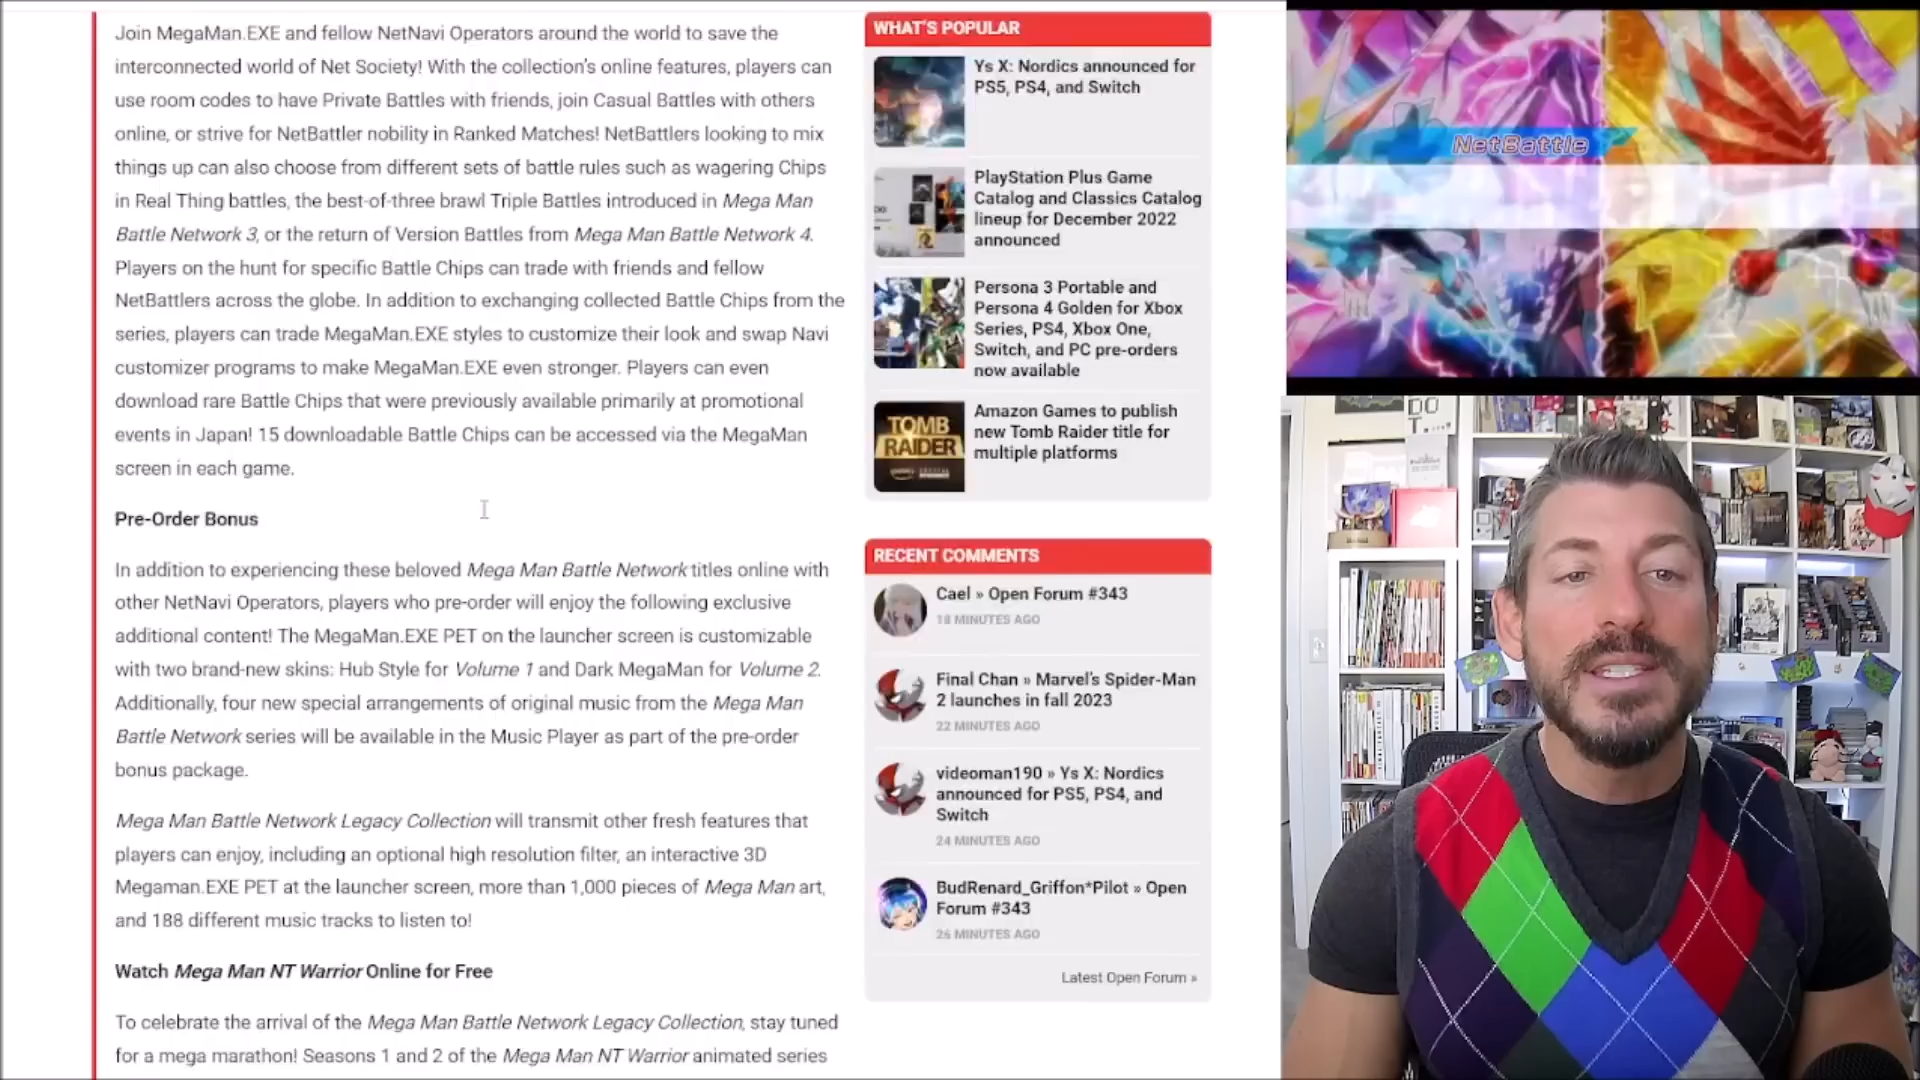 Join MegaMan.EXE and fellow NetNavi Operators around the world to save the
interconnected world of Net Society! With the collection's online features, players can
use room codes to have Private Battles with friends, join Casual Battles with others
online, or strive for NetBattler nobility in Ranked Matches! NetBattlers looking to mix
things up can also choose from different sets of battle rules such as wagering Chips
in Real Thing battles, the best-of-three brawl Triple Battles introduced in Mega Man
Battle Network 3, or the return of Version Battles from Mega Man Battle Network 4.
Players on the hunt for specific Battle Chips can trade with friends and fellow
NetBattlers across the globe. In addition to exchanging collected Battle Chips from the
series, players can trade MegaMan.EXE styles to customize their look and swap Navi
customizer programs to make MegaMan.EXE even stronger. Players can even
download rare Battle Chips that were previously available primarily at promotional
events in Japan! 15 downloadable Battle Chips can be accessed via the MegaMan
screen in each game.
Pre-Order Bonus
In addition to experiencing these beloved Mega Man Battle Network titles online with
other NetNavi Operators, players who pre-order will enjoy the following exclusive
additional content! The MegaMan.EXE PET on the launcher screen is customizable
with two brand-new skins: Hub Style for Volume 1 and Dark MegaMan for Volume 2.
Additionally, four new special arrangements of original music from the Mega Man
Battle Network series will be available in the Music Player as part of the pre-order
bonus package.
Mega Man Battle Network Legacy Collection will transmit other fresh features that
players can enjoy, including an optional high resolution filter, an interactive 3D
Megaman.EXE PET at the launcher screen, more than 1,000 pieces of Mega Man art,
and 188 different music tracks to listen to!
Watch Mega Man NT Warrior Online for Free
To celebrate the arrival of the Mega Man Battle Network Legacy Collection, stay tuned
for a mega marathon! Seasons 1 and 2 of the Mega Man NT Warrior animated series
WHAT'S POPULAR
Ys X: Nordics announced for
PS5, PS4, and Switch
PlayStation Plus Game
Catalog and Classics Catalog
lineup for December 2022
announced
Persona 3 Portable and
Persona 4 Golden for Xbox
Series, PS4, Xbox One,
Switch, and PC pre-orders
now available
TOMB
RAIDER
Amazon Games to publish
new Tomb Raider title for
multiple platforms
RECENT COMMENTS
Cael » Open Forum #343
18 MINUTES AGO
Final Chan » Marvel's Spider-Man
2 launches in fall 2023
22 MINUTES AGO
videoman190 » Ys X: Nordics
announced for PS5, PS4, and
Switch
24 MINUTES AGO
BudRenard_Griffon*Pilot » Open
Forum #343
26 MINUTES AGO
Latest Open Forum »
NetBattle